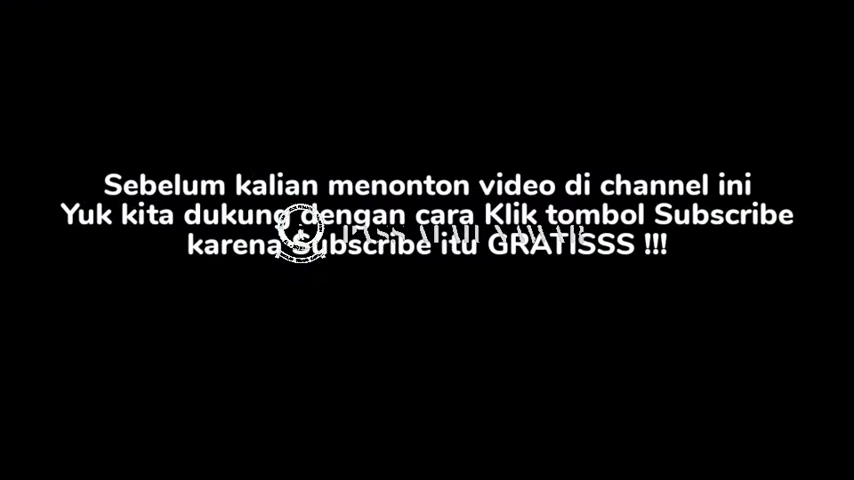 Sebelum kalian menonton video di channel ini
Yuk kita dukung dengan cara Klik tombol Subscribe
karena Subscribe itu GRATISSS !!!